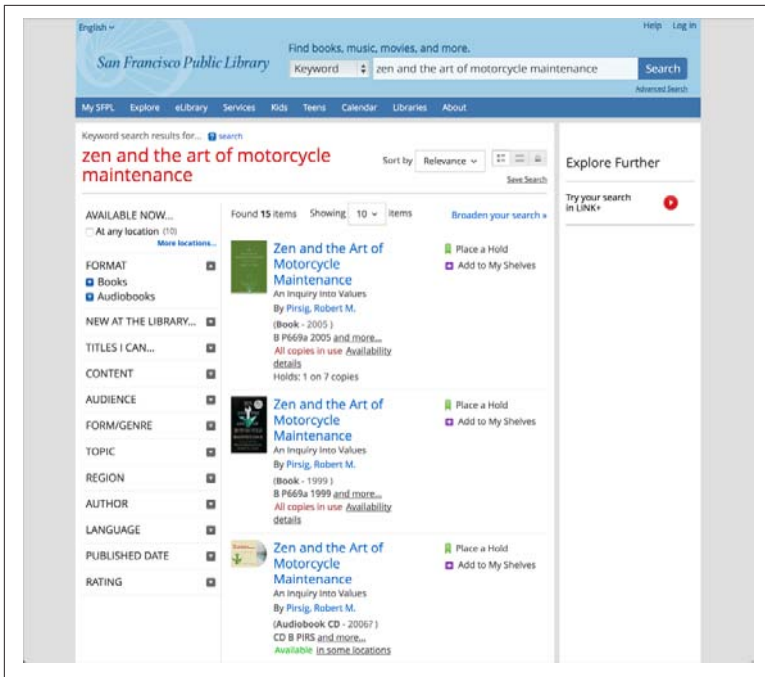 English
Help Log in
San Francisco Public Library
Find books, music, movies, and more.
Keyword
zen and the art of motorcycle maintenance
Search
Advanced Search
My SFPL Explore eLibrary Services Kids Teens Calendar Libraries About
Keyword search results for... search
zen and the art of motorcycle
maintenance
Sort by Relevance
Save Search
AVAILABLE NOW...
At any location (10)
More locations...
FORMAT
Books
Audiobooks
NEW AT THE LIBRARY...
TITLES I CAN...
CONTENT
AUDIENCE
FORM/GENRE
TOPIC
REGION
AUTHOR
LANGUAGE
PUBLISHED DATE
RATING
Found 15 items Showing 10 items
Broaden your search »
Zen and the Art of
Motorcycle
Maintenance
An Inquiry Into Values
By Pirsig, Robert M.
(Book - 2005 )
B P669a 2005 and more...
All copies in use Availability
details
Holds: 1 on 7 copies
Place a Hold
Add to My Shelves
Zen and the Art of
Motorcycle
Maintenance
An Inquiry Into Values
By Pirsig, Robert M.
(Book - 1999 )
B P669a 1999 and more...
All copies in use Availability
details
Place a Hold
Add to My Shelves
Zen and the Art of
Motorcycle
Maintenance
An Inquiry Into Values
By Pirsig, Robert M.
(Audiobook CD - 2006? )
CD B PIRS and more...
Available in some locations
Place a Hold
Add to My Shelves
Explore Further
Try your search
in LINK+